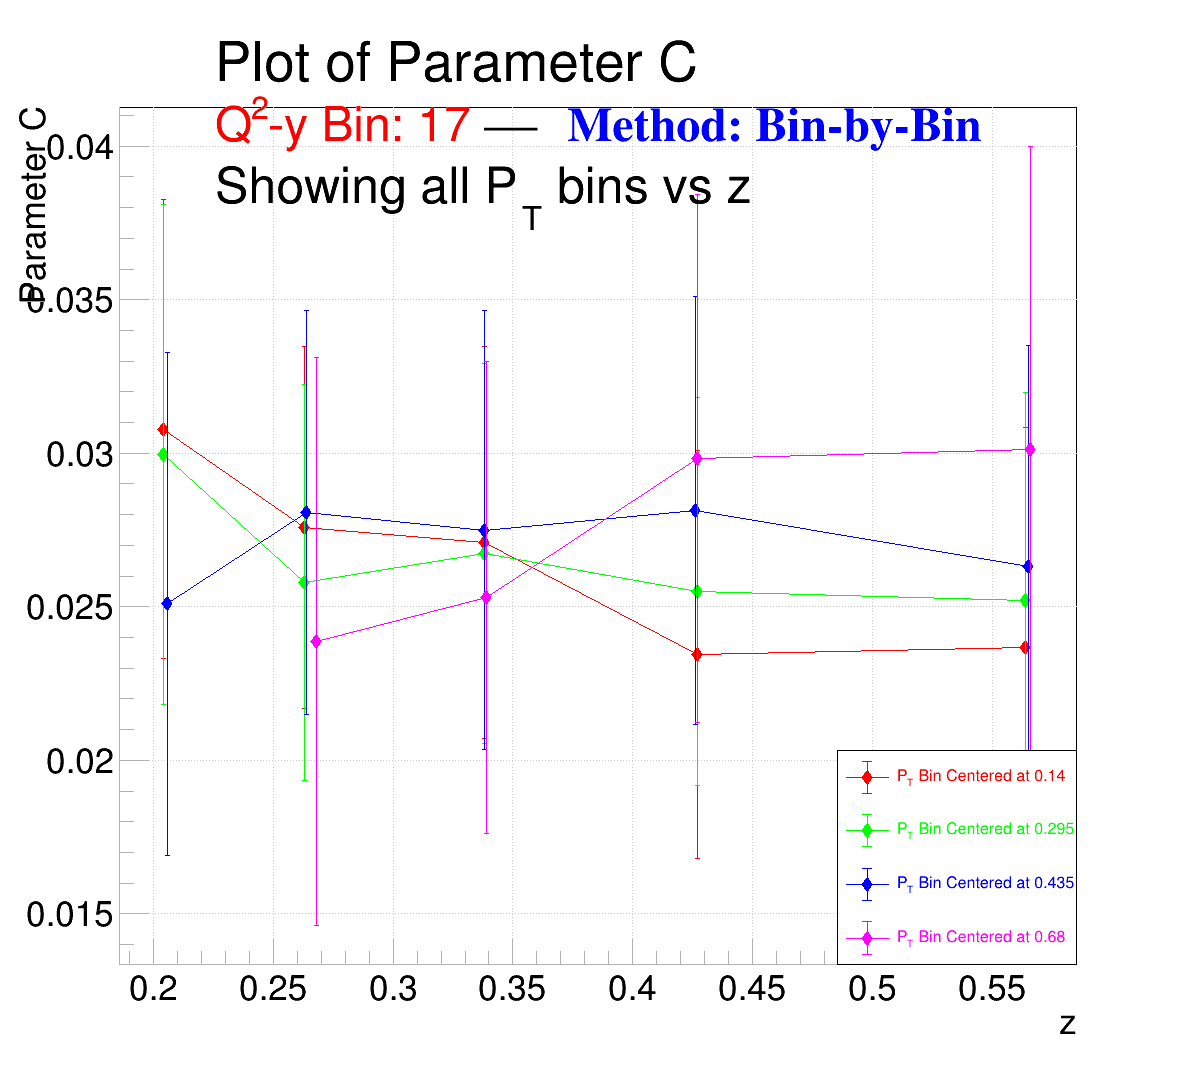 Plot of Parameter C
Q2-y Bin: 17 — Method: Bin-by-Bin
Showing all PT bins vs z
Parameter C
0.04
0.035
0.03
0.025
0.02
0.015
PT Bin Centered at 0.14
PT Bin Centered at 0.295
PT Bin Centered at 0.435
PT Bin Centered at 0.68
0.2 0.25 0.3 0.35 0.4 0.45 0.5 0.55
z